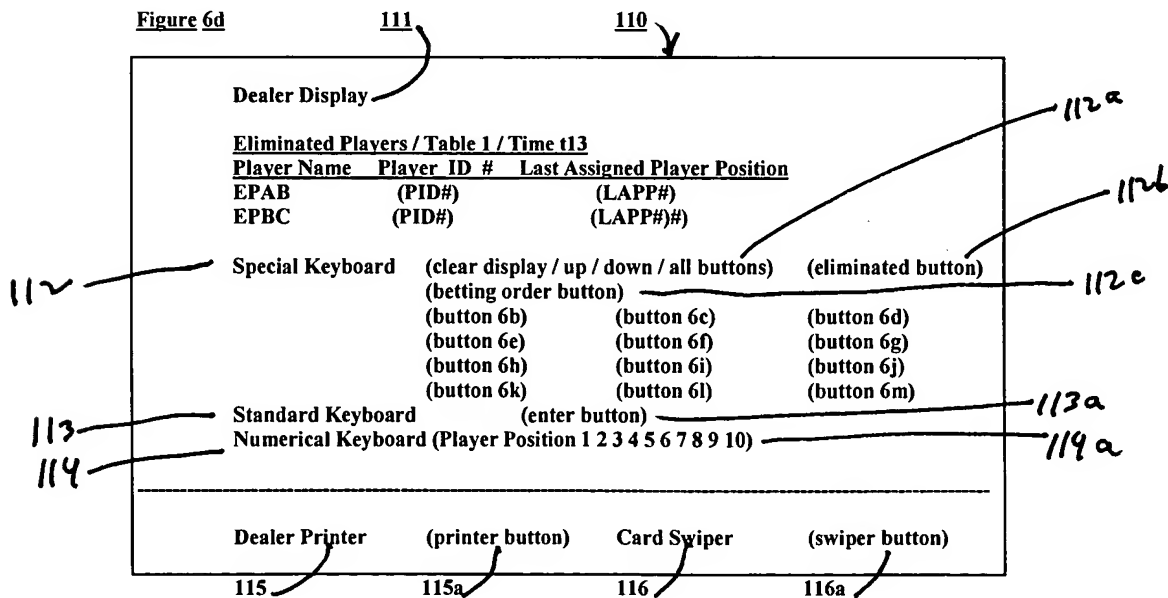 Figure 6d 111 110
Dealer Display
112a
Eliminated Players / Table 1 / Time t13
Player Name Player ID # Last Assigned Player Position
EPAB (PID#) (LAPP#)
112b
EPBC (PID#) (LAPP#)#)
112 Special Keyboard (clear display / up / down / all buttons) (eliminated button)
(betting order button) 112c
(button 6b) (button 6c) (button 6d)
(button 6e) (button 6f) (button 6g)
(button 6h) (button 6i) (button 6j)
(button 6k) (button 6l) (button 6m)
113 Standard Keyboard (enter button) 113a
114 Numerical Keyboard (Player Position 1 2 3 4 5 6 7 8 9 10) 114a
Dealer Printer (printer button) Card Swiper (swiper button)
115 115a 116 116a